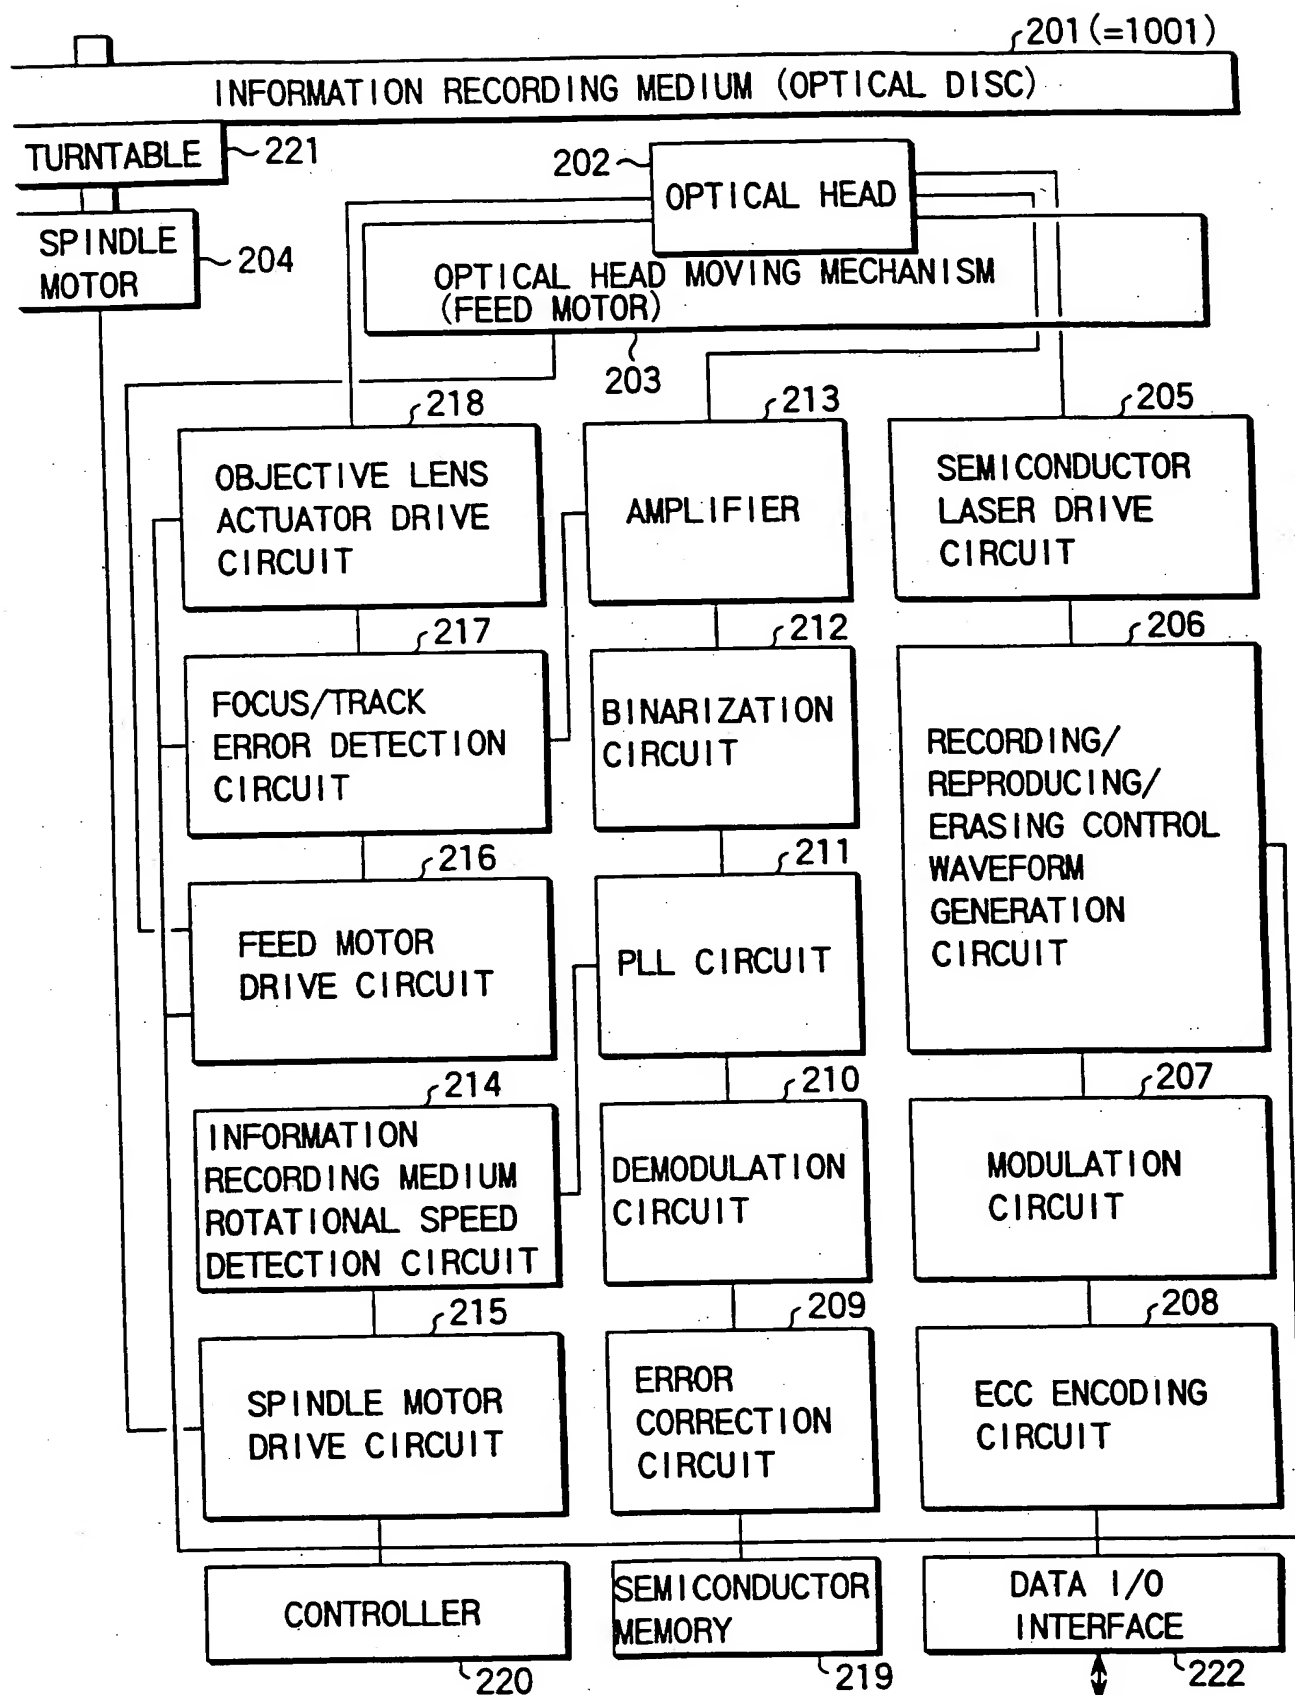 201(=1001)
INFORMATION RECORDING MEDIUM (OPTICAL DISC)
TURNTABLE
221
202
OPTICAL HEAD
SPINDLE
MOTOR
204
OPTICAL HEAD MOVING MECHANISM
(FEED MOTOR)
203
218
OBJECTIVE LENS
ACTUATOR DRIVE
CIRCUIT
213
AMPLIFIER
205
SEMICONDUCTOR
LASER DRIVE
CIRCUIT
217
FOCUS/TRACK
ERROR DETECTION
CIRCUIT
212
BINARIZATION
CIRCUIT
206
RECORDING/
REPRODUCING/
ERASING CONTROL
WAVEFORM
GENERATION
CIRCUIT
216
FEED MOTOR
DRIVE CIRCUIT
211
PLL CIRCUIT
214
INFORMATION
RECORDING MEDIUM
ROTATIONAL SPEED
DETECTION CIRCUIT
210
DEMODULATION
CIRCUIT
207
MODULATION
CIRCUIT
215
SPINDLE MOTOR
DRIVE CIRCUIT
209
ERROR
CORRECTION
CIRCUIT
208
ECC ENCODING
CIRCUIT
CONTROLLER
220
SEMICONDUCTOR
MEMORY
219
DATA I/O
INTERFACE
222